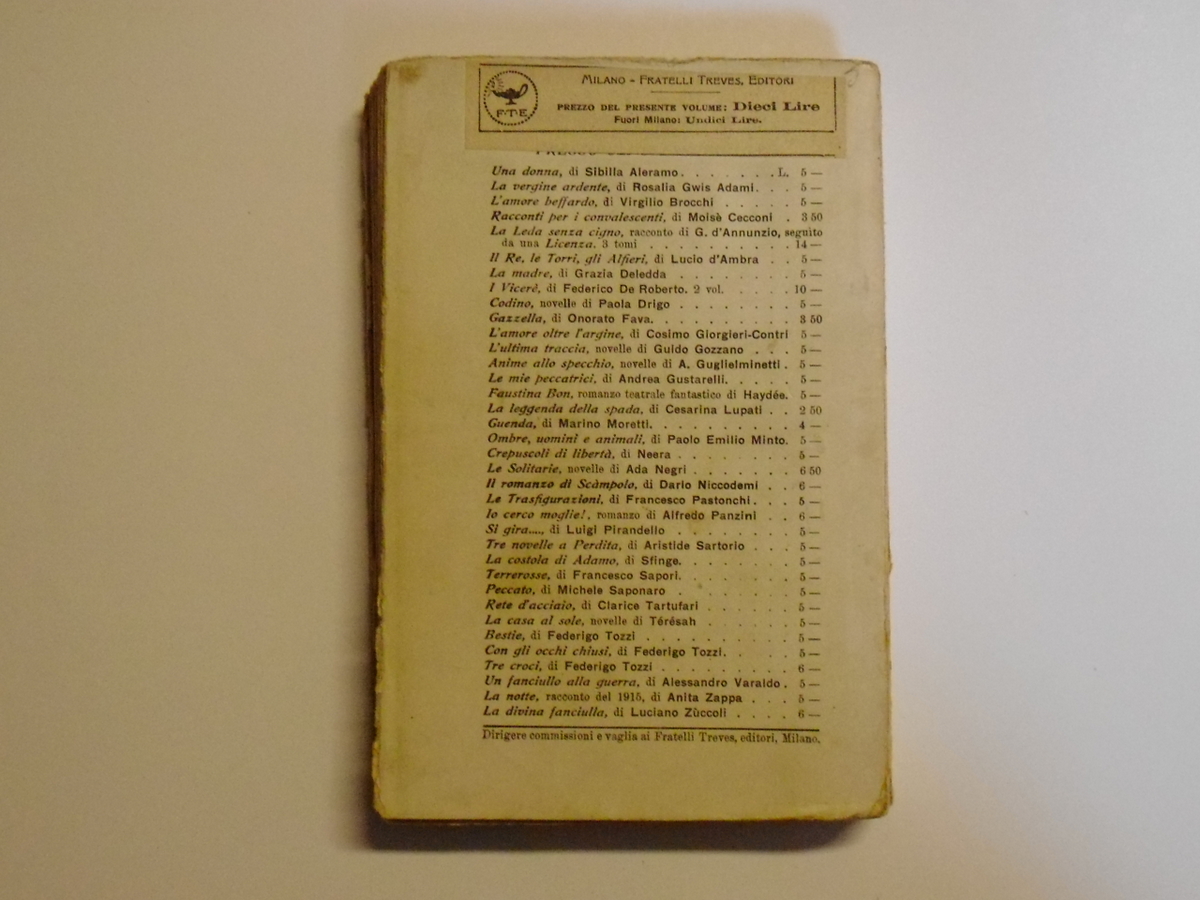 F·T·E
MILANO - FRATELLI TREVES, EDITORI
PREZZO DEL PRESENTE VOLUME: Dieci Lire
Fuori Milano: Undici Lire.
Una donna, di Sibilla Aleramo. . . . . . . L. 5 —
La vergine ardente, di Rosalia Gwis Adami. . . 5 —
L'amore beffardo, di Virgilio Brocchi . . . . . 5 —
Racconti per i convalescenti, di Moisè Cecconi . 3 50
La Leda senza cigno, racconto di G. d'Annunzio, seguito
da una Licenza. 3 tomi . . . . . . . . . . 14 —
Il Re, le Torri, gli Alfieri, di Lucio d'Ambra . . 5 —
La madre, di Grazia Deledda . . . . . . . . 5 —
I Vicerè, di Federico De Roberto. 2 vol. . . . . 10 —
Codino, novelle di Paola Drigo . . . . . . . . 5 —
Gazzella, di Onorato Fava. . . . . . . . . . 3 50
L'amore oltre l'argine, di Cosimo Giorgieri-Contri 5 —
L'ultima traccia, novelle di Guido Gozzano . . . 5 —
Anime allo specchio, novelle di A. Guglielminetti . 5 —
Le mie peccatrici, di Andrea Gustarelli. . . . . 5 —
Faustina Bon, romanzo teatrale fantastico di Haydée. 5 —
La leggenda della spada, di Cesarina Lupati . . 2 50
Guenda, di Marino Moretti. . . . . . . . . . 4 —
Ombre, uomini e animali, di Paolo Emilio Minto. 5 —
Crepuscoli di libertà, di Neera . . . . . . . . 5 —
Le Solitarie, novelle di Ada Negri . . . . . . . 6 50
Il romanzo di Scàmpolo, di Dario Niccodemi . . 6 —
Le Trasfigurazioni, di Francesco Pastonchi. . . 5 —
Io cerco moglie!, romanzo di Alfredo Panzini . . 6 —
Si gira...., di Luigi Pirandello . . . . . . . . 5 —
Tre novelle a Perdita, di Aristide Sartorio . . . 5 —
La costola di Adamo, di Sfinge. . . . . . . . 5 —
Terrerosse, di Francesco Sapori. . . . . . . . 5 —
Peccato, di Michele Saponaro . . . . . . . . 5 —
Rete d'acciaio, di Clarice Tartufari . . . . . . 5 —
La casa al sole, novelle di Térésah . . . . . . 5 —
Bestie, di Federigo Tozzi . . . . . . . . . . 5 —
Con gli occhi chiusi, di Federigo Tozzi. . . . . 5 —
Tre croci, di Federigo Tozzi . . . . . . . . . 6 —
Un fanciullo alla guerra, di Alessandro Varaldo . 5 —
La notte, racconto del 1915, di Anita Zappa . . . 5 —
La divina fanciulla, di Luciano Zùccoli . . . . 6 —
Dirigere commissioni e vaglia ai Fratelli Treves, editori, Milano.